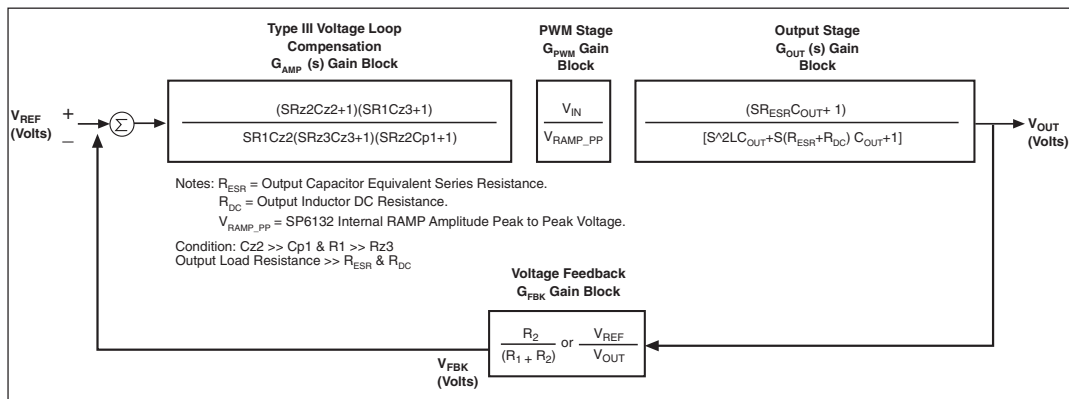 Type III Voltage Loop
Compensation
G_AMP (s) Gain Block
PWM Stage
G_PWM Gain
Block
Output Stage
G_OUT (s) Gain
Block
V_REF
(Volts)
+
−
Σ
(SRz2Cz2+1)(SR1Cz3+1)
SR1Cz2(SRz3Cz3+1)(SRz2Cp1+1)
V_IN
V_RAMP_PP
(SR_ESRC_OUT+ 1)
[S^2LC_OUT+S(R_ESR+R_DC) C_OUT+1]
V_OUT
(Volts)
Notes: R_ESR = Output Capacitor Equivalent Series Resistance.
R_DC = Output Inductor DC Resistance.
V_RAMP_PP = SP6132 Internal RAMP Amplitude Peak to Peak Voltage.
Condition: Cz2 >> Cp1 & R1 >> Rz3
Output Load Resistance >> R_ESR & R_DC
Voltage Feedback
G_FBK Gain Block
R_2
(R_1 + R_2)
or
V_REF
V_OUT
V_FBK
(Volts)